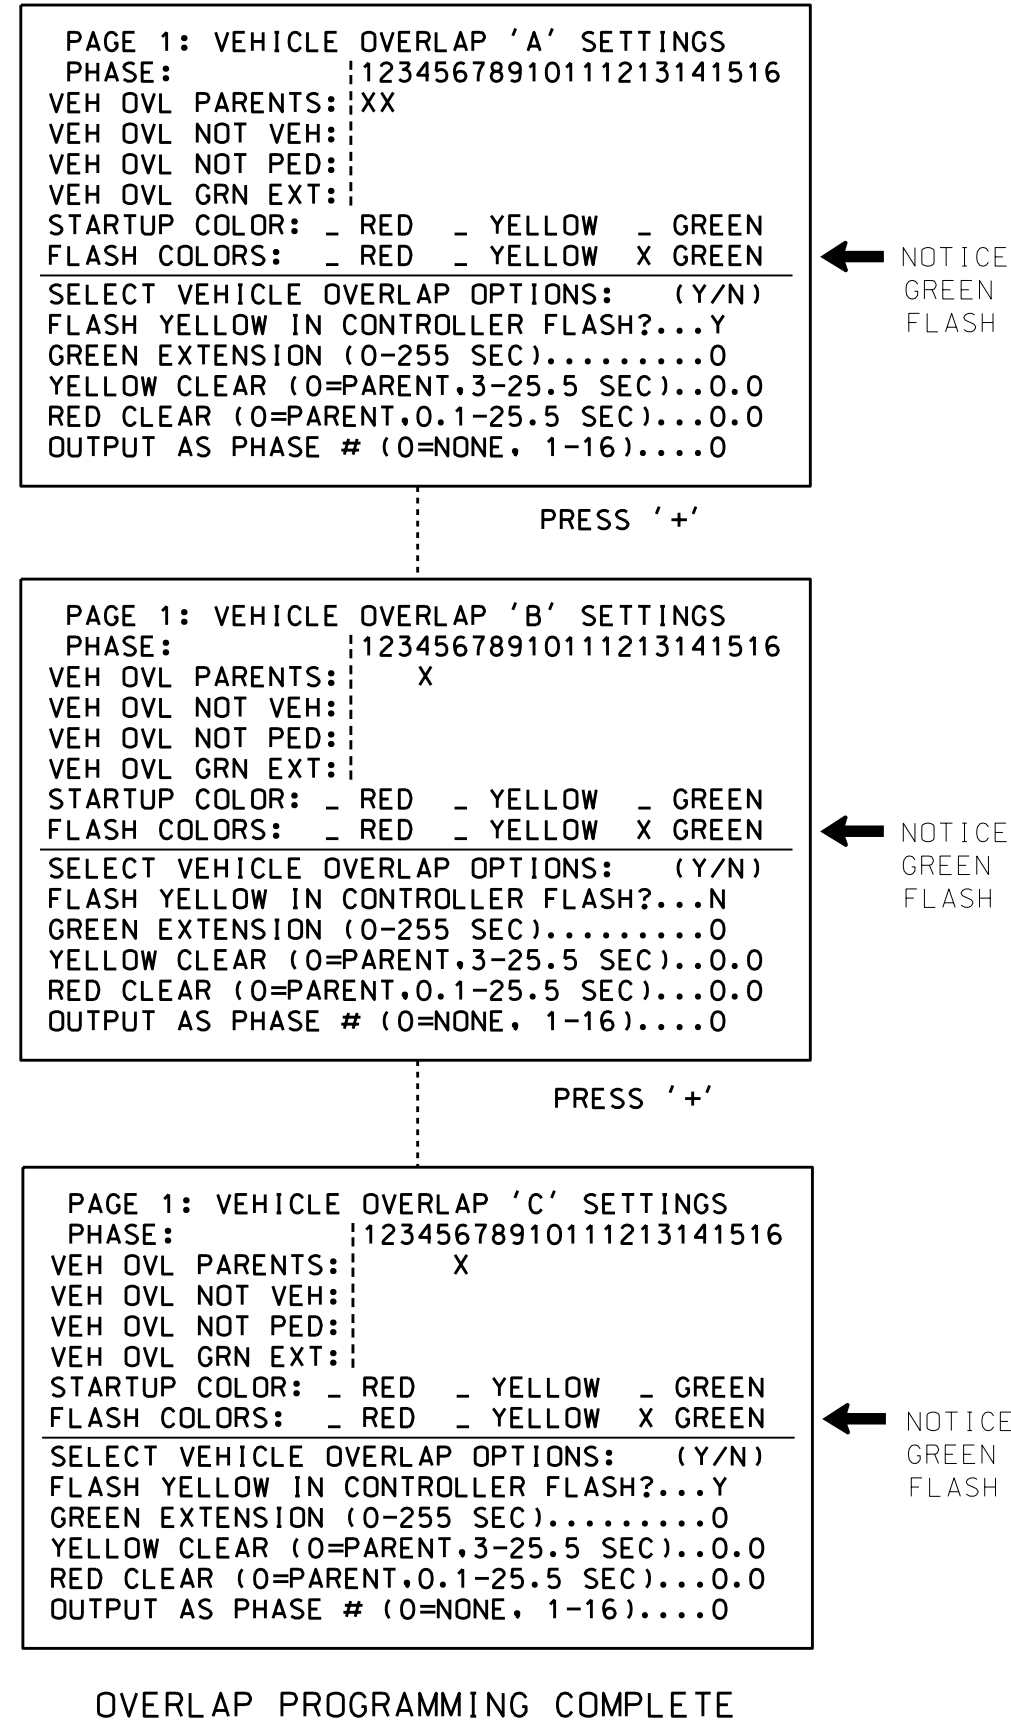 PAGE 1: VEHICLE OVERLAP 'A' SETTINGS
PHASE: ¦12345678910111213141516
VEH OVL PARENTS:¦XX
VEH OVL NOT VEH:¦
VEH OVL NOT PED:¦
VEH OVL GRN EXT:¦
STARTUP COLOR: _ RED _ YELLOW _ GREEN
FLASH COLORS: _ RED _ YELLOW X GREEN
NOTICE
GREEN
FLASH
SELECT VEHICLE OVERLAP OPTIONS: (Y/N)
FLASH YELLOW IN CONTROLLER FLASH?...Y
GREEN EXTENSION (0-255 SEC).........0
YELLOW CLEAR (0=PARENT,3-25.5 SEC)..0.0
RED CLEAR (0=PARENT,0.1-25.5 SEC)...0.0
OUTPUT AS PHASE # (0=NONE, 1-16)....0
PRESS '+'
PAGE 1: VEHICLE OVERLAP 'B' SETTINGS
PHASE: ¦12345678910111213141516
VEH OVL PARENTS:¦ X
VEH OVL NOT VEH:¦
VEH OVL NOT PED:¦
VEH OVL GRN EXT:¦
STARTUP COLOR: _ RED _ YELLOW _ GREEN
FLASH COLORS: _ RED _ YELLOW X GREEN
NOTICE
GREEN
FLASH
SELECT VEHICLE OVERLAP OPTIONS: (Y/N)
FLASH YELLOW IN CONTROLLER FLASH?...N
GREEN EXTENSION (0-255 SEC).........0
YELLOW CLEAR (0=PARENT,3-25.5 SEC)..0.0
RED CLEAR (0=PARENT,0.1-25.5 SEC)...0.0
OUTPUT AS PHASE # (0=NONE, 1-16)....0
PRESS '+'
PAGE 1: VEHICLE OVERLAP 'C' SETTINGS
PHASE: ¦12345678910111213141516
VEH OVL PARENTS:¦ X
VEH OVL NOT VEH:¦
VEH OVL NOT PED:¦
VEH OVL GRN EXT:¦
STARTUP COLOR: _ RED _ YELLOW _ GREEN
FLASH COLORS: _ RED _ YELLOW X GREEN
NOTICE
GREEN
FLASH
SELECT VEHICLE OVERLAP OPTIONS: (Y/N)
FLASH YELLOW IN CONTROLLER FLASH?...Y
GREEN EXTENSION (0-255 SEC).........0
YELLOW CLEAR (0=PARENT,3-25.5 SEC)..0.0
RED CLEAR (0=PARENT,0.1-25.5 SEC)...0.0
OUTPUT AS PHASE # (0=NONE, 1-16)....0
OVERLAP PROGRAMMING COMPLETE